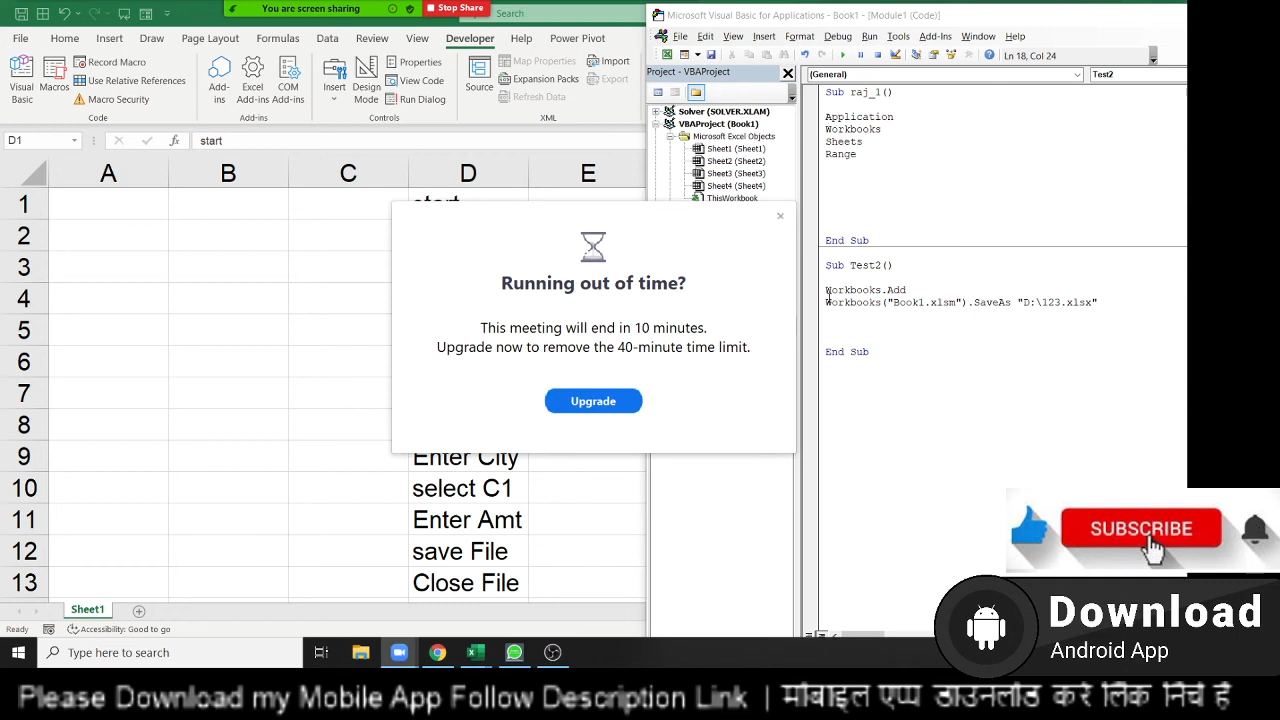 You are screen sharing
Stop Share
Search
Microsoft Visual Basic for Applications - Book1 - [Module1 (Code)]
File Home Insert Draw Page Layout Formulas Data Review View Developer Help Power Pivot
File Edit View Insert Format Debug Run Tools Add-Ins Window Help
Ln 18, Col 24
Visual Basic
Macros
Record Macro
Use Relative References
Macro Security
Code
Add-ins
Excel Add-ins
COM Add-ins
Add-ins
Insert
Design Mode
Properties
View Code
Run Dialog
Controls
Source
Map Properties
Expansion Packs
Refresh Data
Import
Export
XML
Project - VBAProject
Solver (SOLVER.XLAM)
VBAProject (Book1)
Microsoft Excel Objects
Sheet1 (Sheet1)
Sheet2 (Sheet2)
Sheet3 (Sheet3)
Sheet4 (Sheet4)
ThisWorkbook
(General)
Test2
Sub raj_1()
Application
Workbooks
Sheets
Range
End Sub
Sub Test2()
Workbooks.Add
Workbooks("Book1.xlsm").SaveAs "D:\123.xlsx"
End Sub
D1
fx
start
A B C D E
1 start
2
3
4
5
6
7
8
9 Enter City
10 select C1
11 Enter Amt
12 save File
13 Close File
Running out of time?
This meeting will end in 10 minutes.
Upgrade now to remove the 40-minute time limit.
Upgrade
Sheet1
Ready
Accessibility: Good to go
Type here to search
SUBSCRIBE
Download
Android App
Please Download my Mobile App Follow Description Link | मोबाइल एप्प डाउनलोड करे लिंक निचे हे